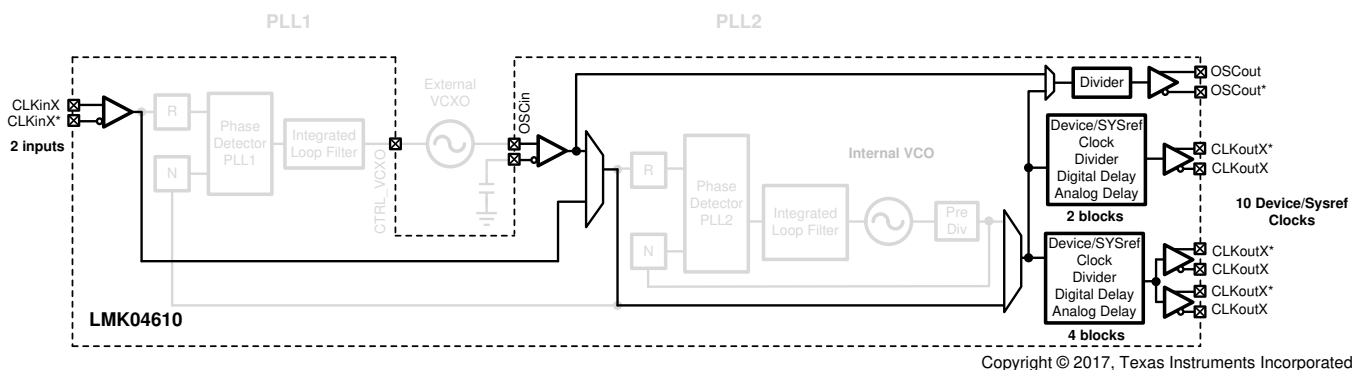 PLL1
PLL2
CLKinX
CLKinX*
2 inputs
R
N
Phase
Detector
PLL1
Integrated
Loop Filter
CTRL_VCXO
External
VCXO
OSCin
R
N
Phase
Detector
PLL2
Integrated
Loop Filter
Internal VCO
Pre
Div
Divider
OSCout
OSCout*
Device/SYSref
Clock
Divider
Digital Delay
Analog Delay
2 blocks
CLKoutX*
CLKoutX
10 Device/Sysref
Clocks
Device/SYSref
Clock
Divider
Digital Delay
Analog Delay
4 blocks
CLKoutX*
CLKoutX
CLKoutX*
CLKoutX
LMK04610
Copyright © 2017, Texas Instruments Incorporated